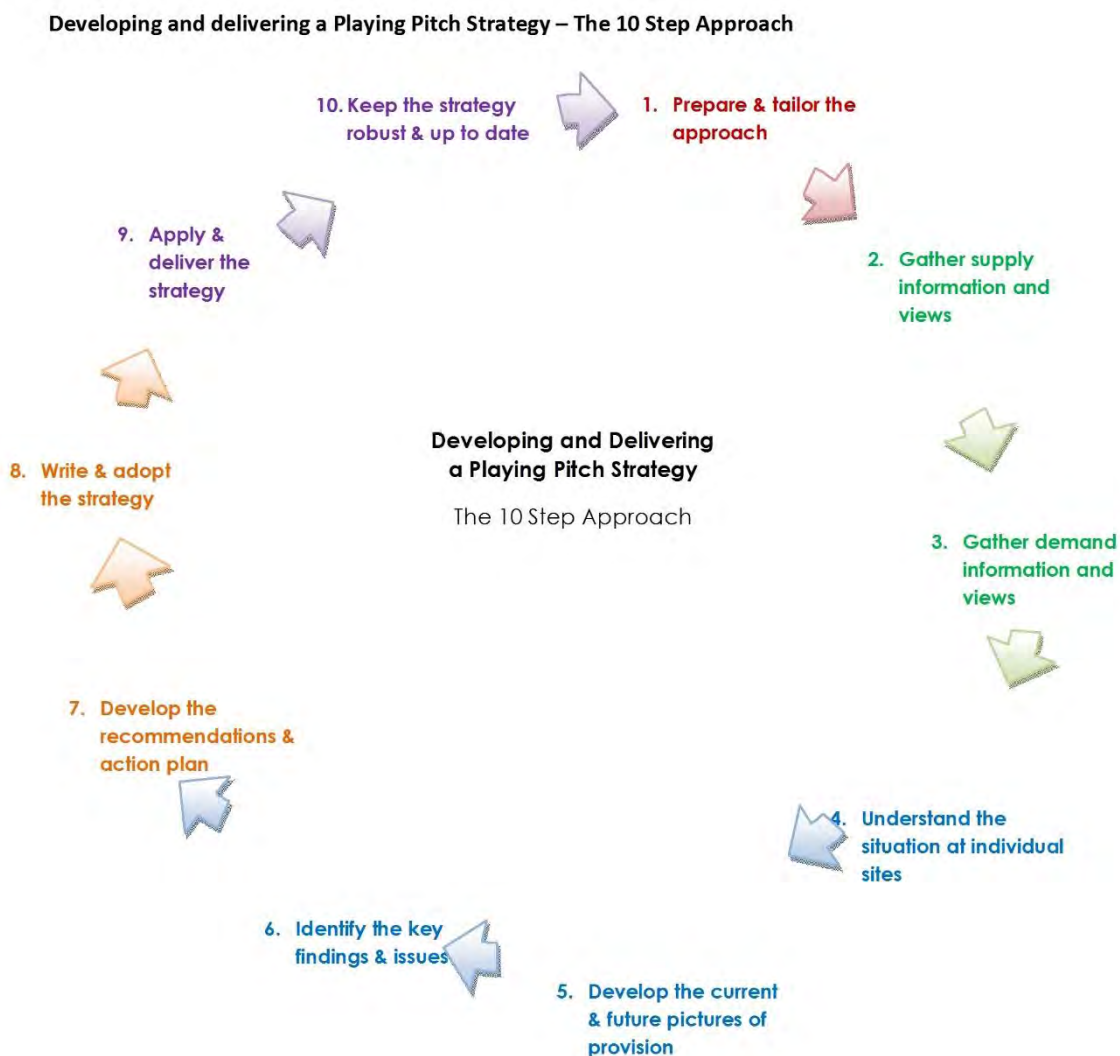 Developing and delivering a Playing Pitch Strategy – The 10 Step Approach
10. Keep the strategy
robust & up to date
1. Prepare & tailor the
approach
9. Apply &
deliver the
strategy
2. Gather supply
information and
views
Developing and Delivering
a Playing Pitch Strategy
The 10 Step Approach
8. Write & adopt
the strategy
3. Gather demand
information and
views
7. Develop the
recommendations &
action plan
4. Understand the
situation at individual
sites
6. Identify the key
findings & issues
5. Develop the current
& future pictures of
provision